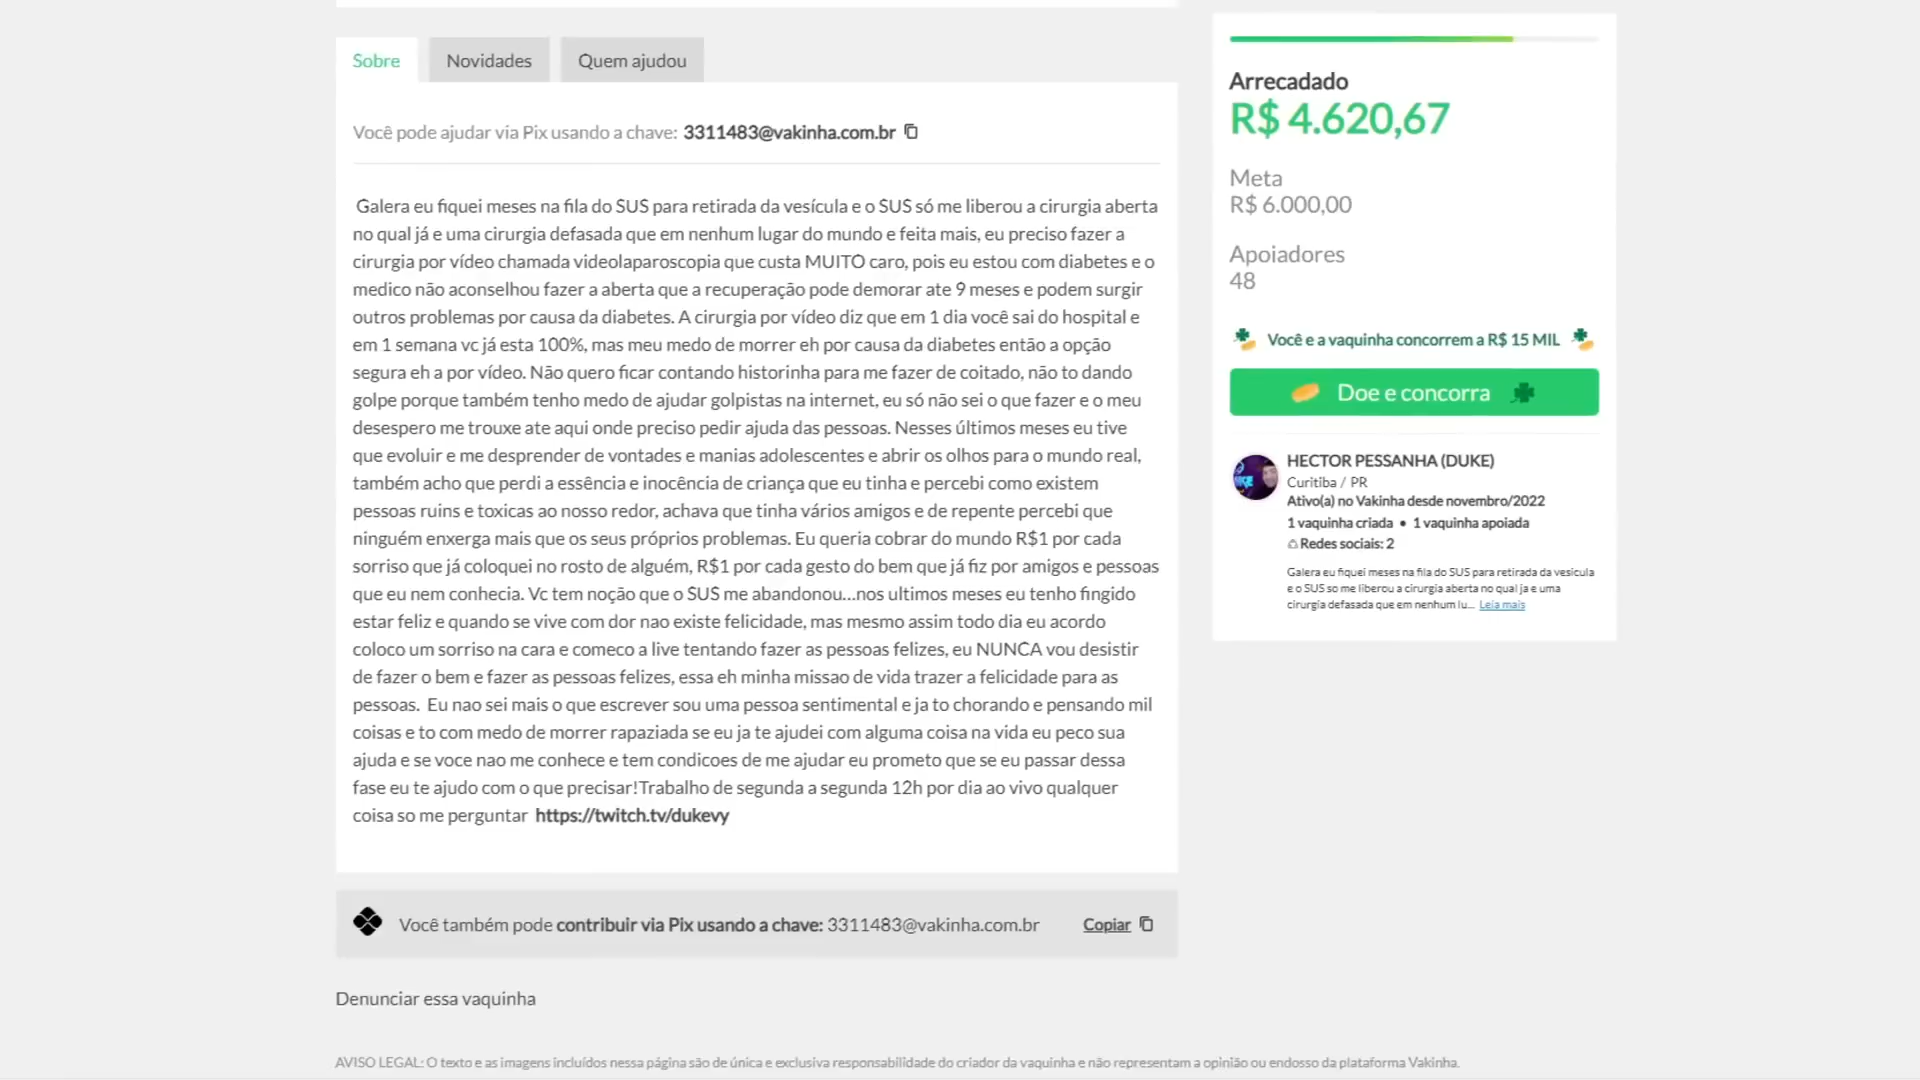 Sobre
Novidades
Quem ajudou
Você pode ajudar via Pix usando a chave: 3311483@vakinha.com.br
Galera eu fiquei meses na fila do SUS para retirada da vesícula e o SUS só me liberou a cirurgia aberta
no qual já e uma cirurgia defasada que em nenhum lugar do mundo e feita mais, eu preciso fazer a
cirurgia por vídeo chamada videolaparoscopia que custa MUITO caro, pois eu estou com diabetes e o
medico não aconselhou fazer a aberta que a recuperação pode demorar ate 9 meses e podem surgir
outros problemas por causa da diabetes. A cirurgia por vídeo diz que em 1 dia você sai do hospital e
em 1 semana vc já esta 100%, mas meu medo de morrer eh por causa da diabetes então a opção
segura eh a por vídeo. Não quero ficar contando historinha para me fazer de coitado, não to dando
golpe porque também tenho medo de ajudar golpistas na internet, eu só não sei o que fazer e o meu
desespero me trouxe ate aqui onde preciso pedir ajuda das pessoas. Nesses últimos meses eu tive
que evoluir e me desprender de vontades e manias adolescentes e abrir os olhos para o mundo real,
também acho que perdi a essência e inocência de criança que eu tinha e percebi como existem
pessoas ruins e toxicas ao nosso redor, achava que tinha vários amigos e de repente percebi que
ninguém enxerga mais que os seus próprios problemas. Eu queria cobrar do mundo R$1 por cada
sorriso que já coloquei no rosto de alguém, R$1 por cada gesto do bem que já fiz por amigos e pessoas
que eu nem conhecia. Vc tem noção que o SUS me abandonou...nos ultimos meses eu tenho fingido
estar feliz e quando se vive com dor nao existe felicidade, mas mesmo assim todo dia eu acordo
coloco um sorriso na cara e comeco a live tentando fazer as pessoas felizes, eu NUNCA vou desistir
de fazer o bem e fazer as pessoas felizes, essa eh minha missao de vida trazer a felicidade para as
pessoas. Eu nao sei mais o que escrever sou uma pessoa sentimental e ja to chorando e pensando mil
coisas e to com medo de morrer rapaziada se eu ja te ajudei com alguma coisa na vida eu peco sua
ajuda e se voce nao me conhece e tem condicoes de me ajudar eu prometo que se eu passar dessa
fase eu te ajudo com o que precisar!Trabalho de segunda a segunda 12h por dia ao vivo qualquer
coisa so me perguntar https://twitch.tv/dukevy
Você também pode contribuir via Pix usando a chave: 3311483@vakinha.com.br
Copiar
Denunciar essa vaquinha
AVISO LEGAL: O texto e as imagens incluídos nessa página são de única e exclusiva responsabilidade do criador da vaquinha e não representam a opinião ou endosso da plataforma Vakinha.
Arrecadado
R$ 4.620,67
Meta
R$ 6.000,00
Apoiadores
48
Você e a vaquinha concorrem a R$ 15 MIL
Doe e concorra
HECTOR PESSANHA (DUKE)
Curitiba / PR
Ativo(a) no Vakinha desde novembro/2022
1 vaquinha criada • 1 vaquinha apoiada
Redes sociais: 2
Galera eu fiquei meses na fila do SUS para retirada da vesícula
e o SUS so me liberou a cirurgia aberta no qual ja e uma
cirurgia defasada que em nenhum lu... Leia mais